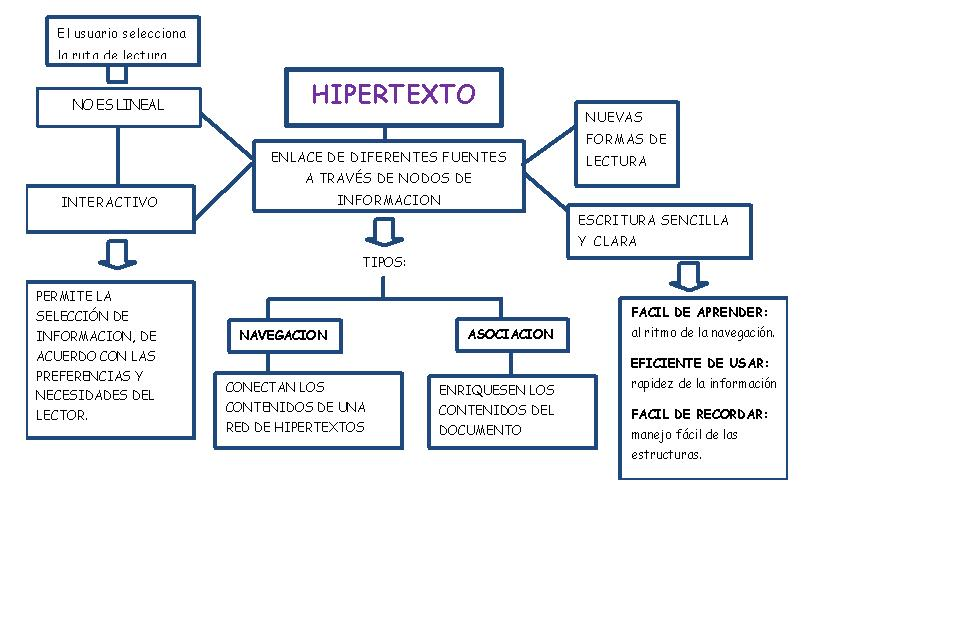 El usuario selecciona
la ruta de lectura
HIPERTEXTO
NO ES LINEAL
ENLACE DE DIFERENTES FUENTES
A TRAVÉS DE NODOS DE
INFORMACION
NUEVAS
FORMAS DE
LECTURA
INTERACTIVO
ESCRITURA SENCILLA
Y CLARA
TIPOS:
PERMITE LA
SELECCIÓN DE
INFORMACION, DE
ACUERDO CON LAS
PREFERENCIAS Y
NECESIDADES DEL
LECTOR.
NAVEGACION
CONECTAN LOS
CONTENIDOS DE UNA
RED DE HIPERTEXTOS
ASOCIACION
ENRIQUESEN LOS
CONTENIDOS DEL
DOCUMENTO
FACIL DE APRENDER:
al ritmo de la navegación.
EFICIENTE DE USAR:
rapidez de la información
FACIL DE RECORDAR:
manejo fácil de las
estructuras.